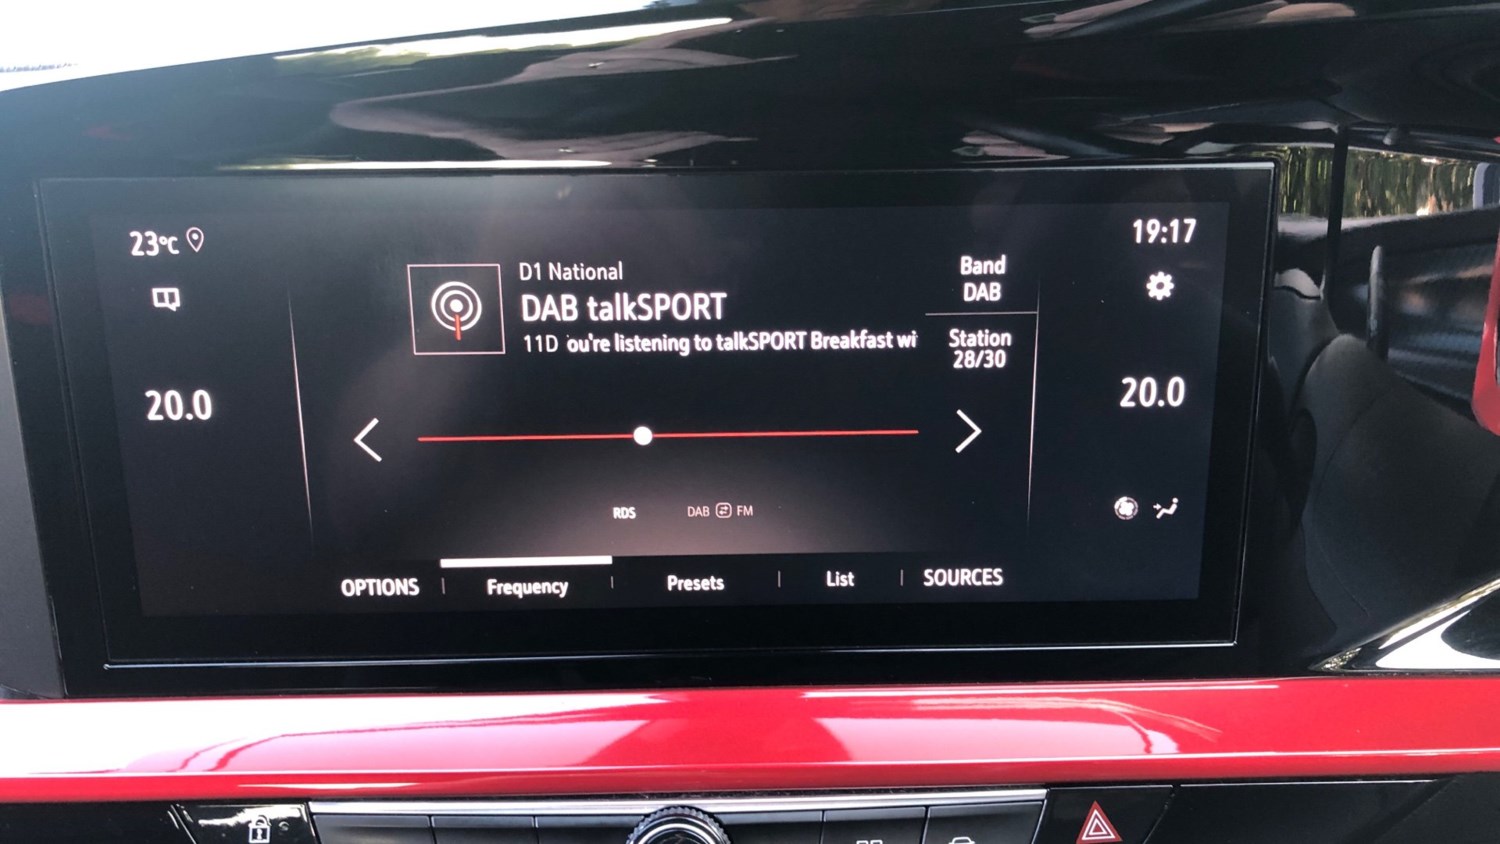 23°C
19:17
D1 National
DAB talkSPORT
11D ou're listening to talkSPORT Breakfast wi
Band
DAB
Station
28/30
20.0
20.0
RDS
DAB FM
OPTIONS
Frequency
Presets
List
SOURCES